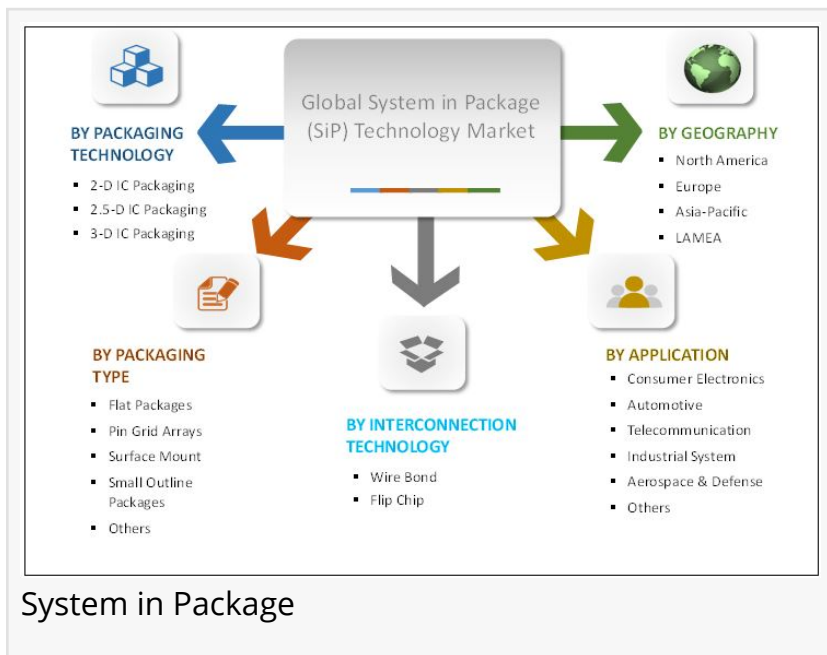 Global System in Package
(SiP) Technology Market
BY PACKAGING
TECHNOLOGY
▪ 2-D IC Packaging
▪ 2.5-D IC Packaging
▪ 3-D IC Packaging
BY GEOGRAPHY
▪ North America
▪ Europe
▪ Asia-Pacific
▪ LAMEA
BY PACKAGING
TYPE
▪ Flat Packages
▪ Pin Grid Arrays
▪ Surface Mount
▪ Small Outline
Packages
▪ Others
BY INTERCONNECTION
TECHNOLOGY
▪ Wire Bond
▪ Flip Chip
BY APPLICATION
▪ Consumer Electronics
▪ Automotive
▪ Telecommunication
▪ Industrial System
▪ Aerospace & Defense
▪ Others
System in Package